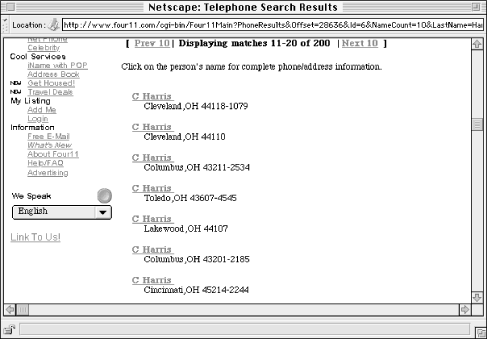 Netscape: Telephone Search Results
Location: http://www.four11.com/cgi-bin/Four11Main?PhoneResults&Offset=28636&Id=6&NameCount=10&LastName=Har
Net Phone
Celebrity
Cool Services
iName with POP
Address Book
NEW Get Housed!
NEW Travel Deals
My Listing
Add Me
Login
Information
Free E-Mail
What's New
About Four11
Help/FAQ
Advertising
We Speak
English
Link To Us!
[ Prev 10 | Displaying matches 11-20 of 200 | Next 10 ]
Click on the person's name for complete phone/address information.
C Harris
Cleveland,OH 44118-1079
C Harris
Cleveland,OH 44110
C Harris
Columbus,OH 43211-2534
C Harris
Toledo,OH 43607-4545
C Harris
Lakewood,OH 44107
C Harris
Columbus,OH 43201-2185
C Harris
Cincinnati,OH 45214-2244